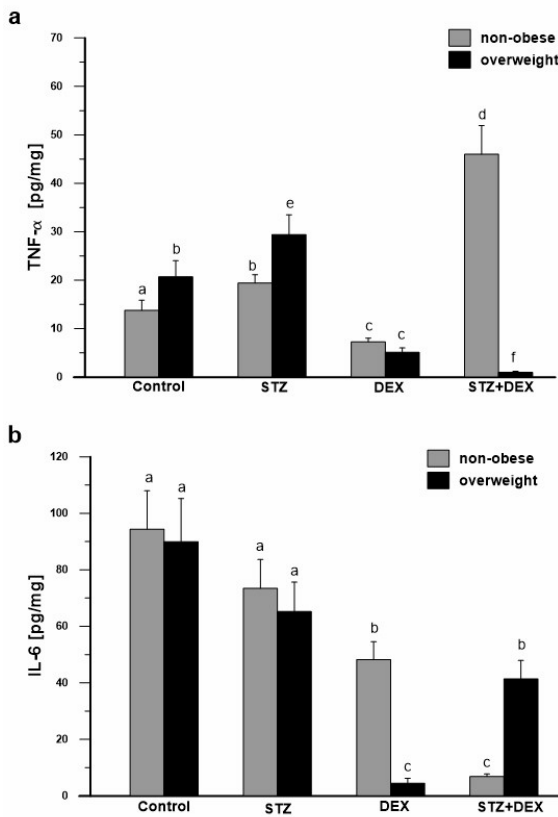 a
non-obese
overweight
TNF-α [pg/mg]
70
60
50
40
30
20
10
0
a b b e c c d f
Control STZ DEX STZ+DEX
b
non-obese
overweight
IL-6 [pg/mg]
120
100
80
60
40
20
0
a a a a b c c b
Control STZ DEX STZ+DEX